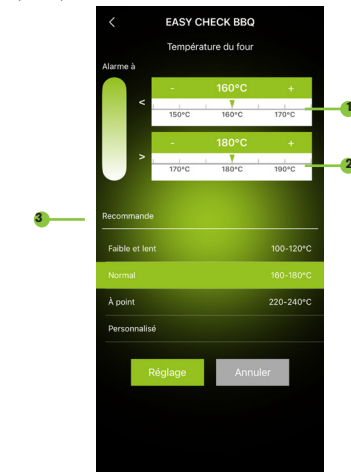 < EASY CHECK BBQ
Température du four
Alarme à
< - 160°C +
150°C 160°C 170°C
1
> - 180°C +
170°C 180°C 190°C
2
3
Recommande
Faible et lent 100-120°C
Normal 160-180°C
À point 220-240°C
Personnalisé
Réglage Annuler